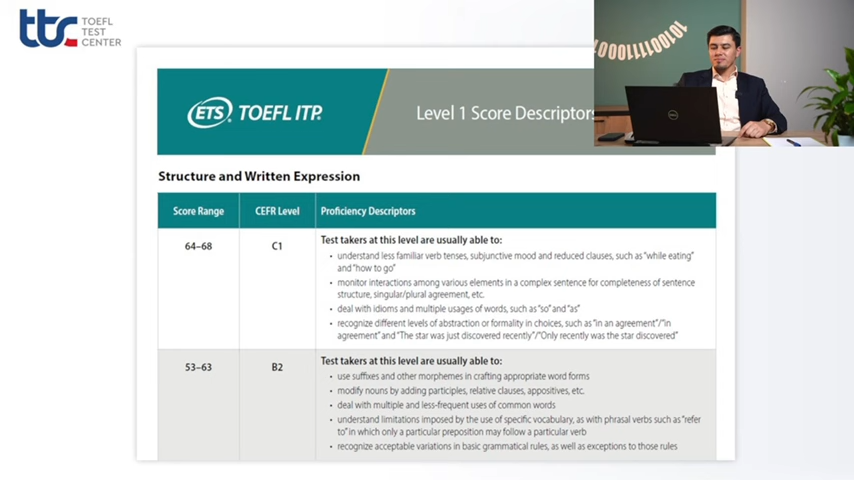 ttc TOEFL
TEST
CENTER
1010011110001
ETS TOEFL ITP.
Level 1 Score Descriptors
DELL
Structure and Written Expression
Score Range CEFR Level Proficiency Descriptors
64–68 C1 Test takers at this level are usually able to:
• understand less familiar verb tenses, subjunctive mood and reduced clauses, such as "while eating"
and "how to go"
• monitor interactions among various elements in a complex sentence for completeness of sentence
structure, singular/plural agreement, etc.
• deal with idioms and multiple usages of words, such as "so" and "as"
• recognize different levels of abstraction or formality in choices, such as "in an agreement"/"in
agreement" and "The star was just discovered recently"/"Only recently was the star discovered"
53–63 B2 Test takers at this level are usually able to:
• use suffixes and other morphemes in crafting appropriate word forms
• modify nouns by adding participles, relative clauses, appositives, etc.
• deal with multiple and less-frequent uses of common words
• understand limitations imposed by the use of specific vocabulary, as with phrasal verbs such as "refer
to" in which only a particular preposition may follow a particular verb
• recognize acceptable variations in basic grammatical rules, as well as exceptions to those rules